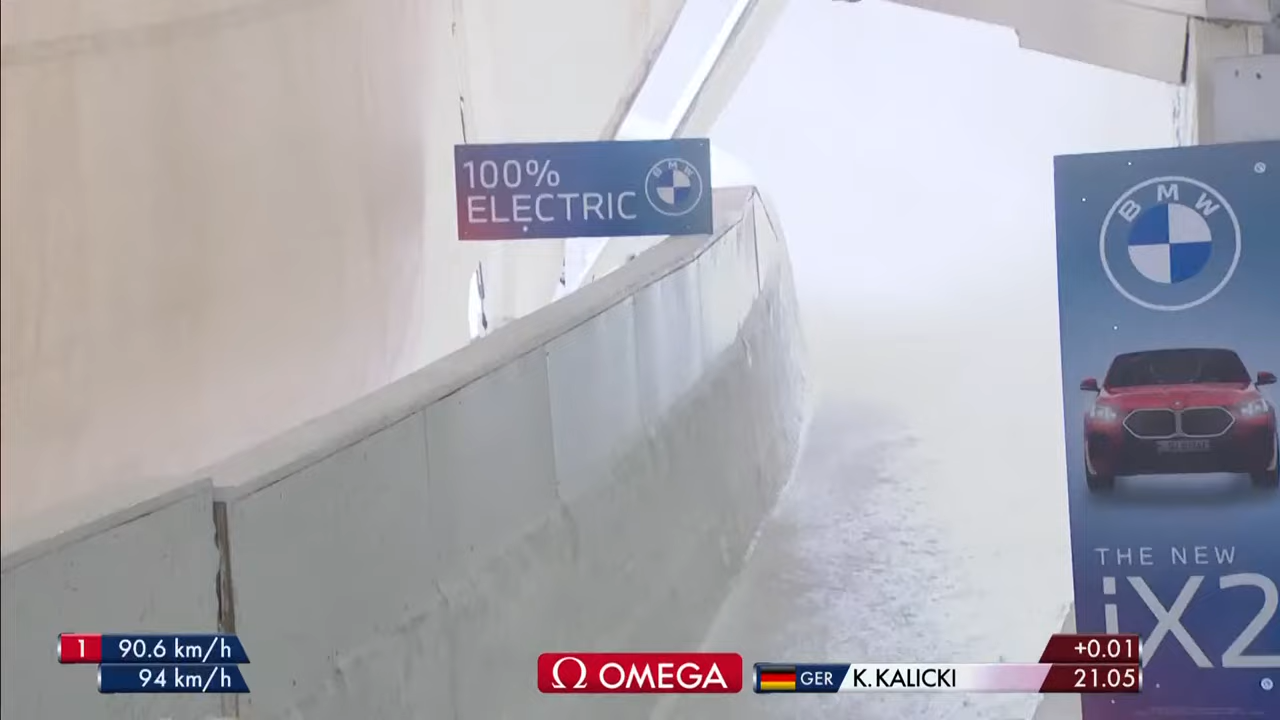 100%
ELECTRIC
BMW
BMW
THE NEW
iX2
1 90.6 km/h
94 km/h
Ω OMEGA
GER K. KALICKI
+0.01
21.05